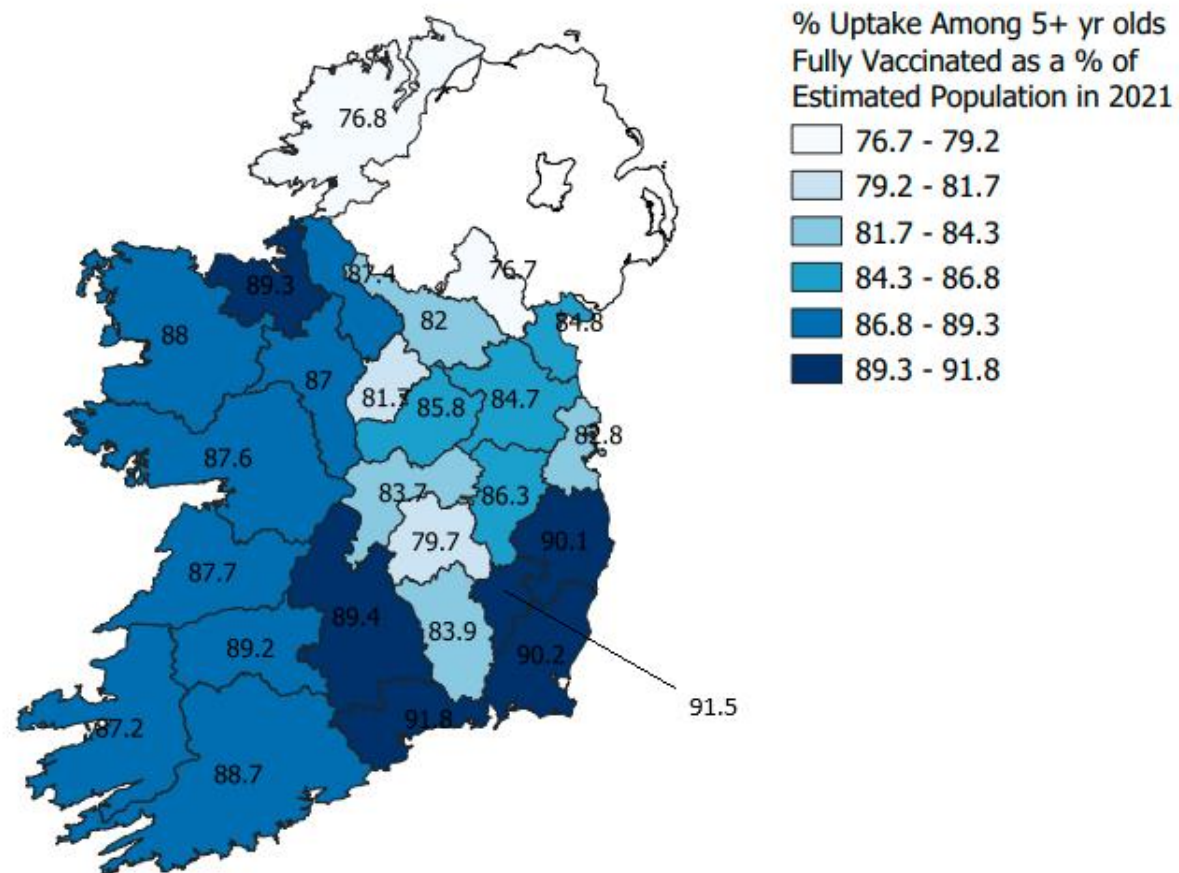 % Uptake Among 5+ yr olds
Fully Vaccinated as a % of
Estimated Population in 2021
76.7 - 79.2
79.2 - 81.7
81.7 - 84.3
84.3 - 86.8
86.8 - 89.3
89.3 - 91.8
76.8
76.7
87.4
89.3
82
84.8
88
87
81.7
85.8
84.7
82.8
87.6
83.7
86.3
79.7
90.1
87.7
89.4
83.9
89.2
90.2
91.5
91.8
87.2
88.7